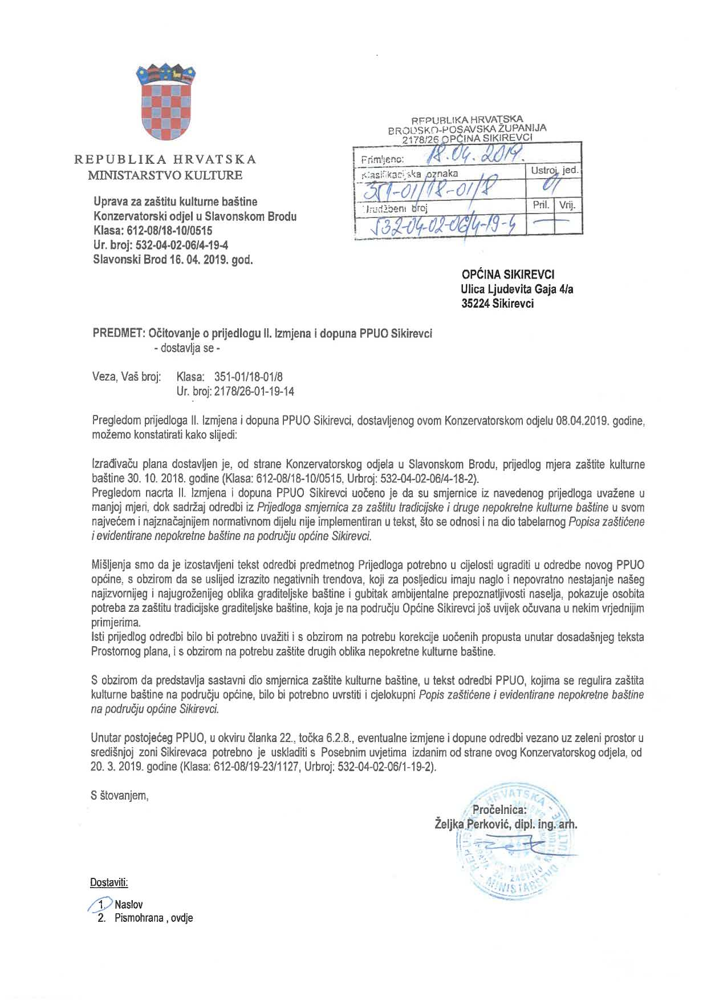 REPUBLIKA HRVATSKA
MINISTARSTVO KULTURE
Uprava za zaštitu kulturne baštine
Konzervatorski odjel u Slavonskom Brodu
Klasa: 612-08/18-10/0515
Ur. broj: 532-04-02-06/4-19-4
Slavonski Brod 16. 04. 2019. god.
REPUBLIKA HRVATSKA
BRODSKO-POSAVSKA ŽUPANIJA
2178/26 OPĆINA SIKIREVCI
Primljeno: 18.04.2019.
Klasifikacijska oznaka
Ustroj. jed.
351-01/18-01/8
01
Urudžbeni broj
Pril. Vrij.
532-04-02-06/4-19-4
OPĆINA SIKIREVCI
Ulica Ljudevita Gaja 4/a
35224 Sikirevci
PREDMET: Očitovanje o prijedlogu II. Izmjena i dopuna PPUO Sikirevci
- dostavlja se -
Veza, Vaš broj: Klasa: 351-01/18-01/8
Ur. broj: 2178/26-01-19-14
Pregledom prijedloga II. Izmjena i dopuna PPUO Sikirevci, dostavljenog ovom Konzervatorskom odjelu 08.04.2019. godine,
možemo konstatirati kako slijedi:
Izrađivaču plana dostavljen je, od strane Konzervatorskog odjela u Slavonskom Brodu, prijedlog mjera zaštite kulturne
baštine 30. 10. 2018. godine (Klasa: 612-08/18-10/0515, Urbroj: 532-04-02-06/4-18-2).
Pregledom nacrta II. Izmjena i dopuna PPUO Sikirevci uočeno je da su smjernice iz navedenog prijedloga uvažene u
manjoj mjeri, dok sadržaj odredbi iz Prijedloga smjernica za zaštitu tradicijske i druge nepokretne kulturne baštine u svom
najvećem i najznačajnijem normativnom dijelu nije implementiran u tekst, što se odnosi i na dio tabelarnog Popisa zaštićene
i evidentirane nepokretne baštine na području općine Sikirevci.
Mišljenja smo da je izostavljeni tekst odredbi predmetnog Prijedloga potrebno u cijelosti ugraditi u odredbe novog PPUO
općine, s obzirom da se uslijed izrazito negativnih trendova, koji za posljedicu imaju naglo i nepovratno nestajanje našeg
najizvornijeg i najugroženijeg oblika graditeljske baštine i gubitak ambijentalne prepoznatljivosti naselja, pokazuje osobita
potreba za zaštitu tradicijske graditeljske baštine, koja je na području Općine Sikirevci još uvijek očuvana u nekim vrjednijim
primjerima.
Isti prijedlog odredbi bilo bi potrebno uvažiti i s obzirom na potrebu korekcije uočenih propusta unutar dosadašnjeg teksta
Prostornog plana, i s obzirom na potrebu zaštite drugih oblika nepokretne kulturne baštine.
S obzirom da predstavlja sastavni dio smjernica zaštite kulturne baštine, u tekst odredbi PPUO, kojima se regulira zaštita
kulturne baštine na području općine, bilo bi potrebno uvrstiti i cjelokupni Popis zaštićene i evidentirane nepokretne baštine
na području općine Sikirevci.
Unutar postojećeg PPUO, u okviru članka 22., točka 6.2.8., eventualne izmjene i dopune odredbi vezano uz zeleni prostor u
središnjoj zoni Sikirevaca potrebno je uskladiti s Posebnim uvjetima izdanim od strane ovog Konzervatorskog odjela, od
20. 3. 2019. godine (Klasa: 612-08/19-23/1127, Urbroj: 532-04-02-06/1-19-2).
S štovanjem,
Pročelnica:
Željka Perković, dipl. ing. arh.
Dostaviti:
1. Naslov
2. Pismohrana , ovdje